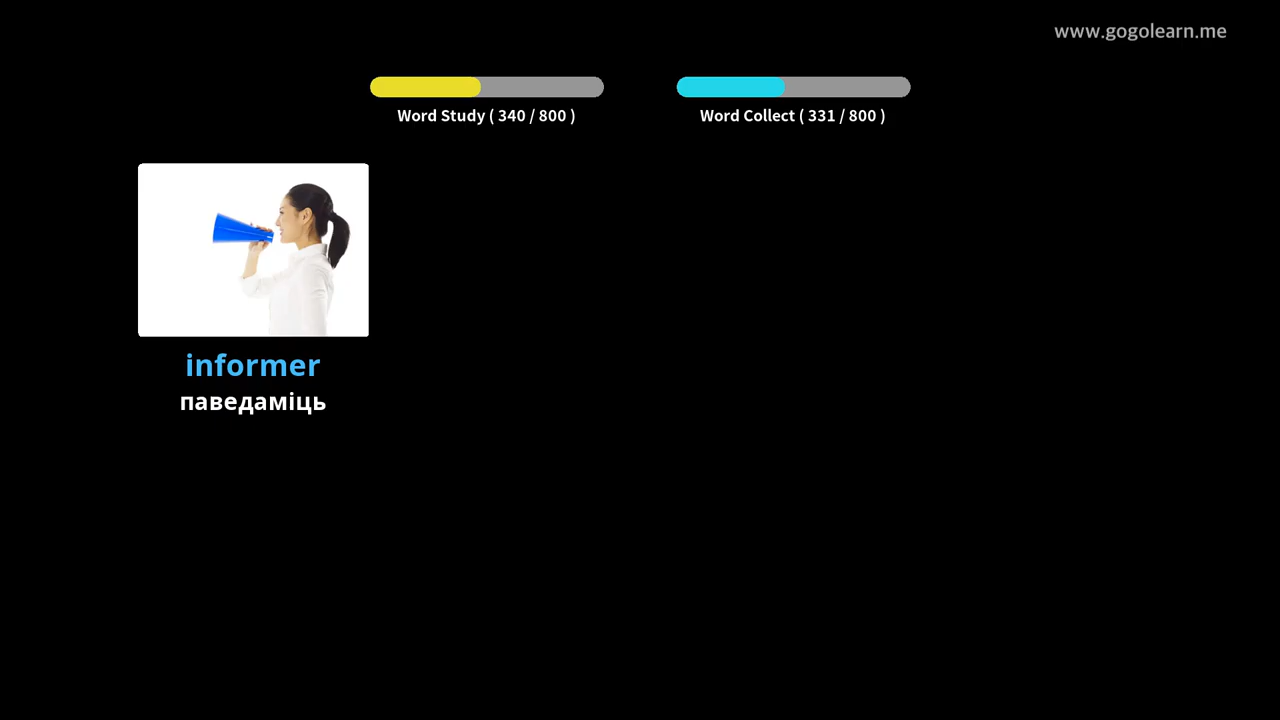 www.gogolearn.me
Word Study ( 340 / 800 )
Word Collect ( 331 / 800 )
informer
паведаміць